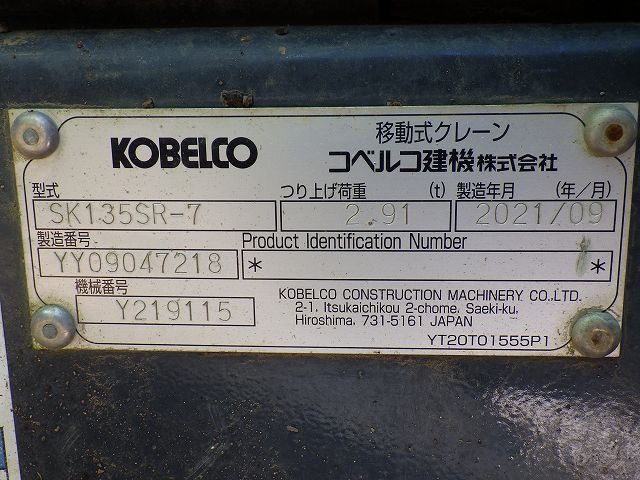 移動式クレーン
KOBELCO コベルコ建機株式会社
型式 つり上げ荷重 (t) 製造年月 (年/月)
SK135SR-7 2.91 2021/09
製造番号 Product Identification Number
YY09047218 * *
機械番号
Y219115
KOBELCO CONSTRUCTION MACHINERY CO.,LTD.
2-1, Itsukaichikou 2-chome, Saeki-ku,
Hiroshima, 731-5161 JAPAN
YT20T01555P1